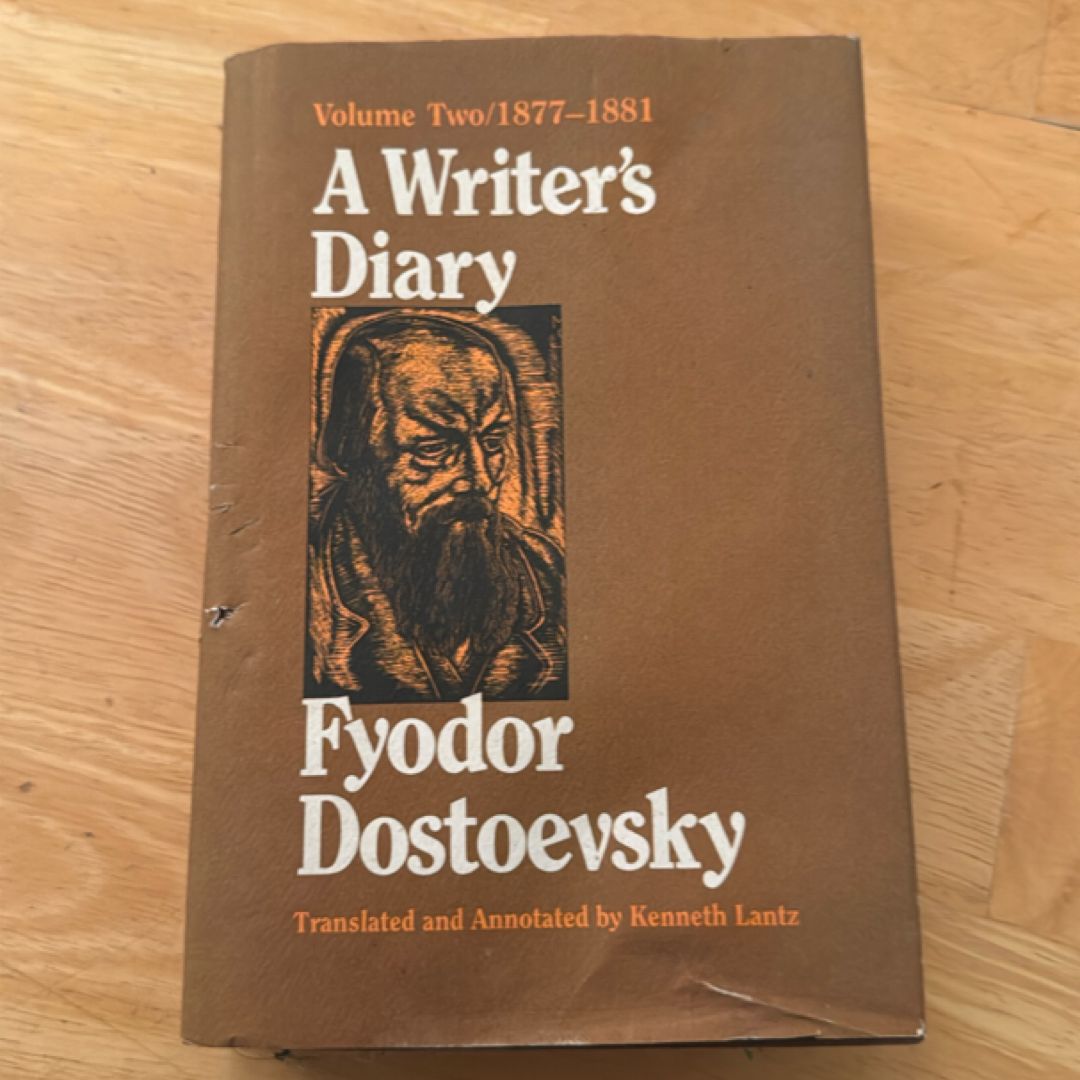 Volume Two/1877–1881
A Writer's
Diary
Fyodor
Dostoevsky
Translated and Annotated by Kenneth Lantz